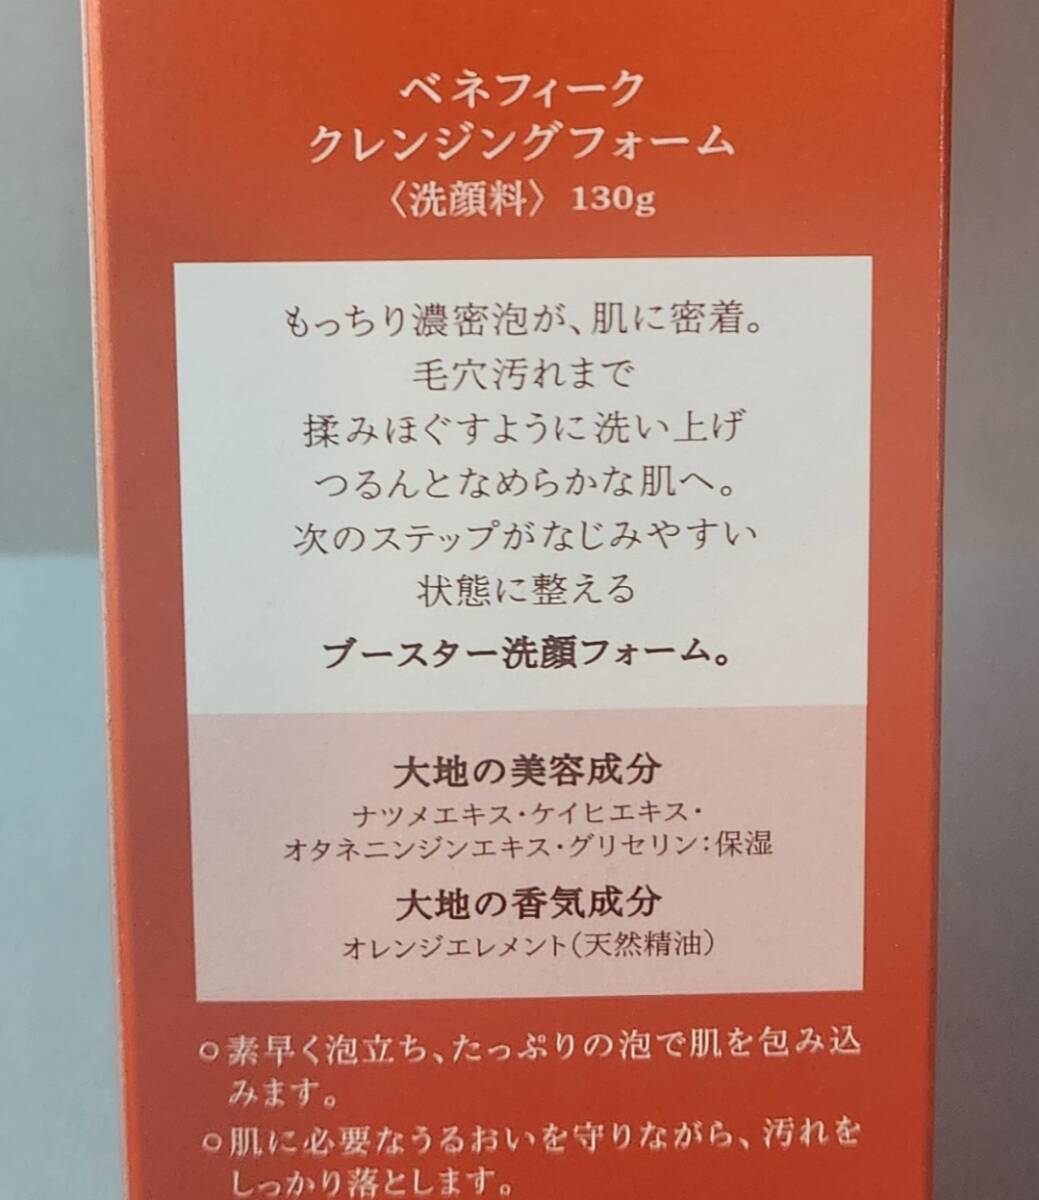 ベネフィーク
クレンジングフォーム
〈洗顔料〉 130g
もっちり濃密泡が、肌に密着。
毛穴汚れまで
揉みほぐすように洗い上げ
つるんとなめらかな肌へ。
次のステップがなじみやすい
状態に整える
ブースター洗顔フォーム。
大地の美容成分
ナツメエキス・ケイヒエキス・
オタネニンジンエキス・グリセリン：保湿
大地の香気成分
オレンジエレメント（天然精油）
○素早く泡立ち、たっぷりの泡で肌を包み込
みます。
○肌に必要なうるおいを守りながら、汚れを
しっかり落とします。